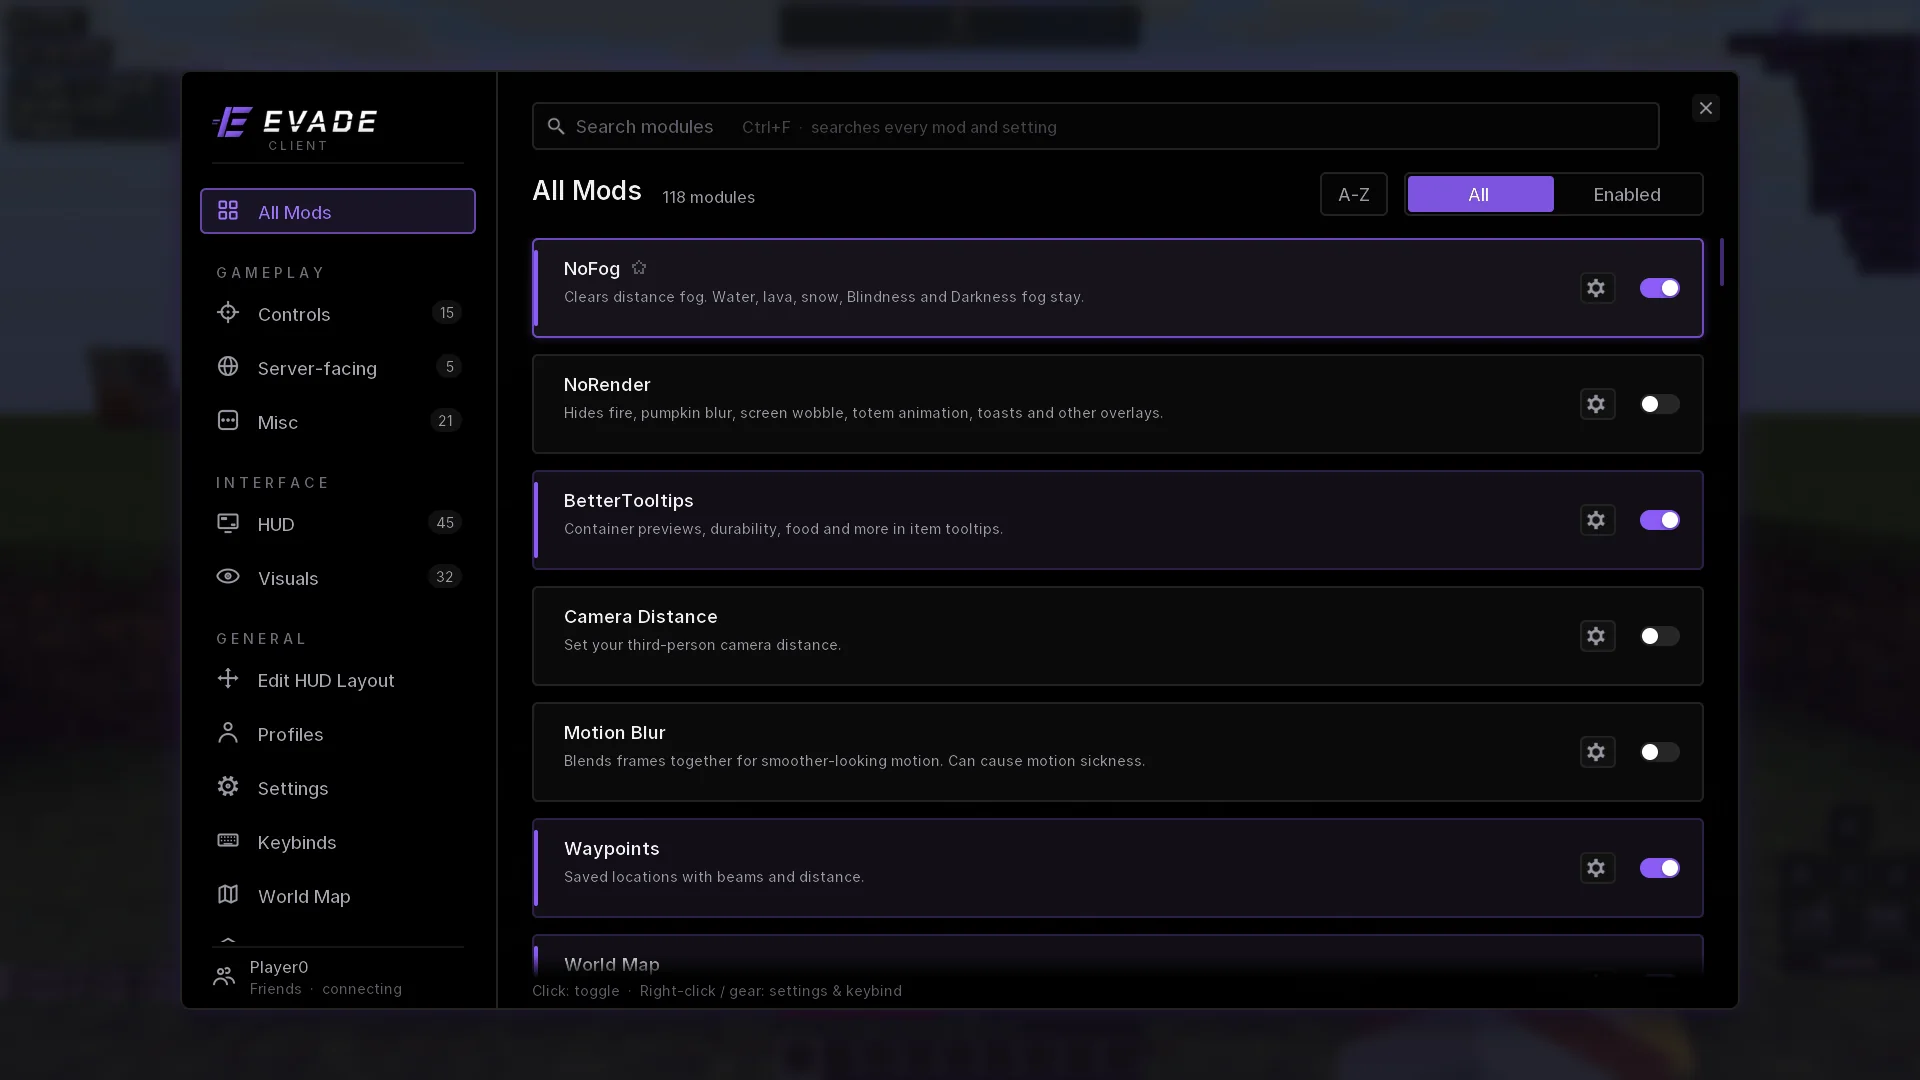 EVADE
CLIENT
Search modules Ctrl+F · searches every mod and setting
All Mods 118 modules
A-Z
All
Enabled
All Mods
GAMEPLAY
Controls 15
Server-facing 5
Misc 21
INTERFACE
HUD 45
Visuals 32
GENERAL
Edit HUD Layout
Profiles
Settings
Keybinds
World Map
Player0
Friends · connecting
NoFog
Clears distance fog. Water, lava, snow, Blindness and Darkness fog stay.
NoRender
Hides fire, pumpkin blur, screen wobble, totem animation, toasts and other overlays.
BetterTooltips
Container previews, durability, food and more in item tooltips.
Camera Distance
Set your third-person camera distance.
Motion Blur
Blends frames together for smoother-looking motion. Can cause motion sickness.
Waypoints
Saved locations with beams and distance.
World Map
Click: toggle · Right-click / gear: settings & keybind